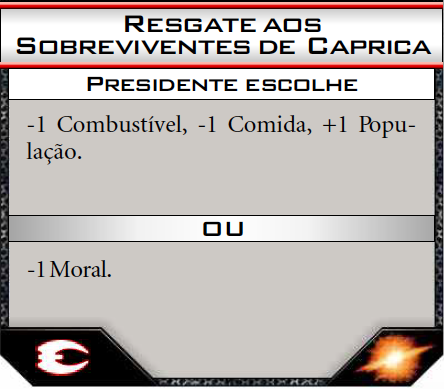 Resgate aos
Sobreviventes de Caprica
Presidente escolhe
-1 Combustível, -1 Comida, +1 Popu-
lação.
OU
-1 Moral.